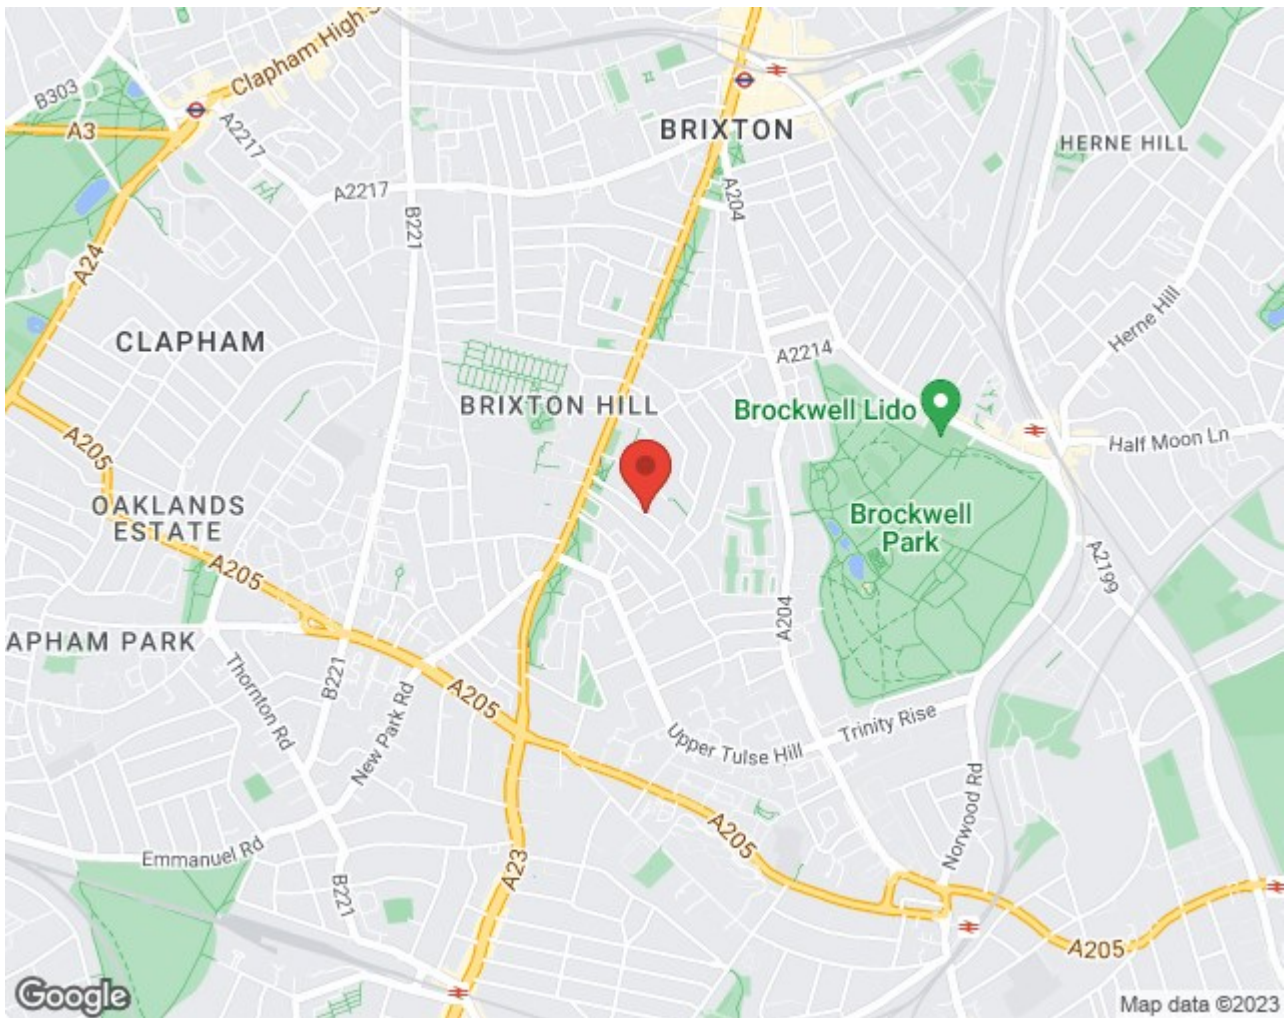 Clapham High S
B303
A3
A2217
BRIXTON
HERNE HILL
A2217
A204
B221
A24
Herne Hill
CLAPHAM
A2214
BRIXTON HILL
Brockwell Lido
A205
Half Moon Ln
OAKLANDS
ESTATE
Brockwell
Park
A205
A2199
A204
APHAM PARK
B221
Thornton Rd
New Park Rd
A205
Upper Tulse Hill
Trinity Rise
Norwood Rd
A205
Emmanuel Rd
A23
B221
A205
Google
Map data ©2023